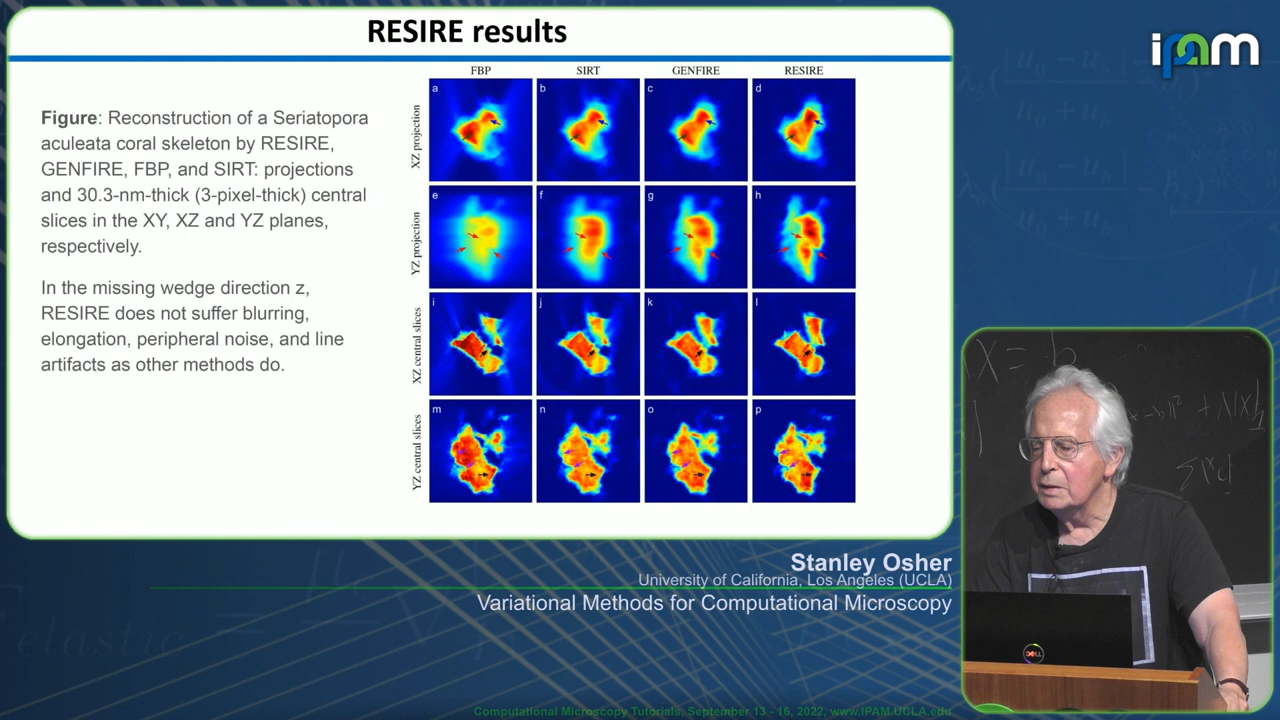 RESIRE results
ipam
Figure: Reconstruction of a Seriatopora
aculeata coral skeleton by RESIRE,
GENFIRE, FBP, and SIRT: projections
and 30.3-nm-thick (3-pixel-thick) central
slices in the XY, XZ and YZ planes,
respectively.
In the missing wedge direction z,
RESIRE does not suffer blurring,
elongation, peripheral noise, and line
artifacts as other methods do.
FBP SIRT GENFIRE RESIRE
XZ projection
a b c d
YZ projection
e f g h
XZ central slices
i j k l
YZ central slices
m n o p
X = b
DELL
Stanley Osher
University of California, Los Angeles (UCLA)
Variational Methods for Computational Microscopy
elastic
Computational Microscopy Tutorials, September 13 - 16, 2022, www.IPAM.UCLA.edu